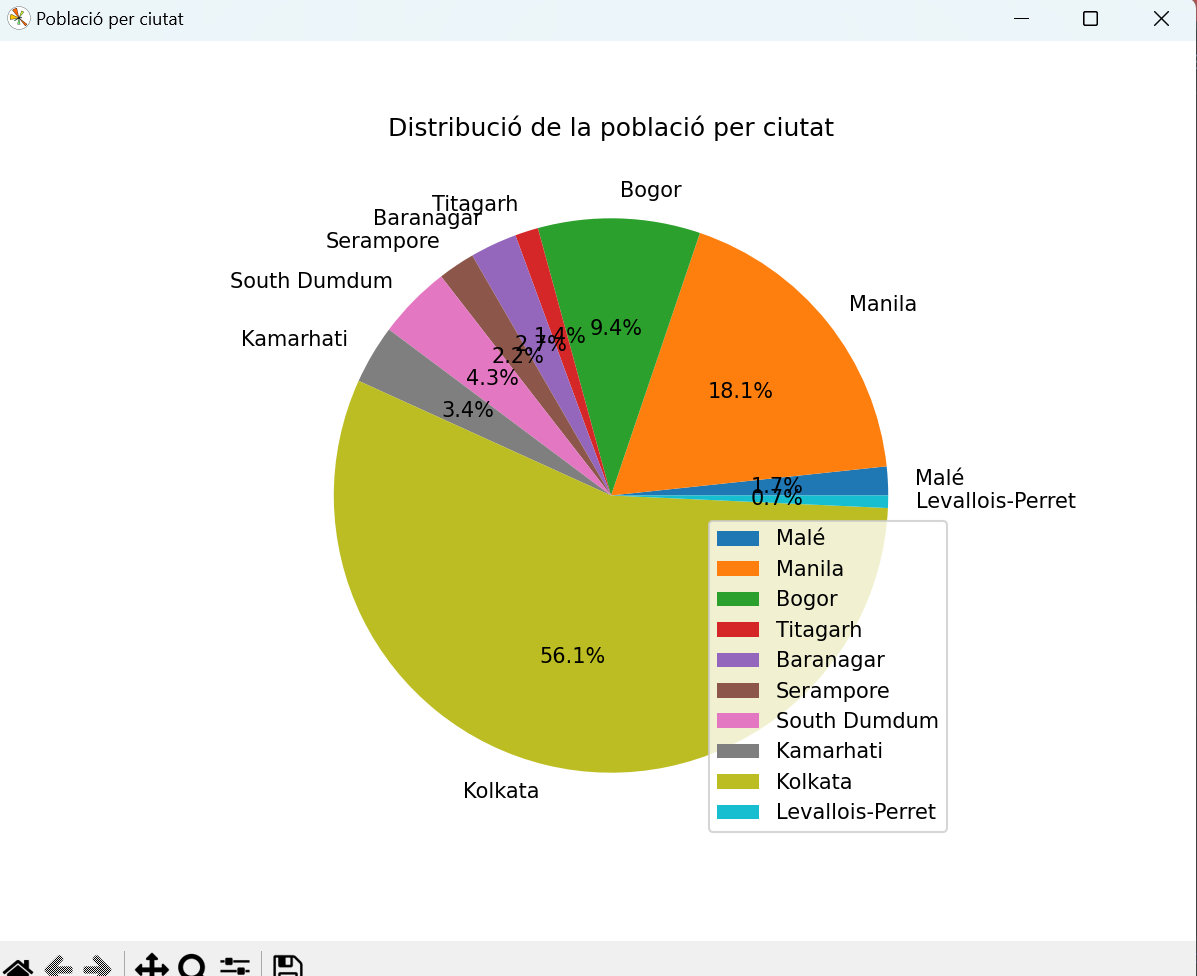 Població per ciutat
Distribució de la població per ciutat
Bogor
Titagarh
Baranagar
Serampore
South Dumdum
Kamarhati
Manila
Malé
Levallois-Perret
Kolkata
9.4%
1.4%
2.7%
2.2%
4.3%
3.4%
18.1%
1.7%
0.7%
56.1%
Malé
Manila
Bogor
Titagarh
Baranagar
Serampore
South Dumdum
Kamarhati
Kolkata
Levallois-Perret